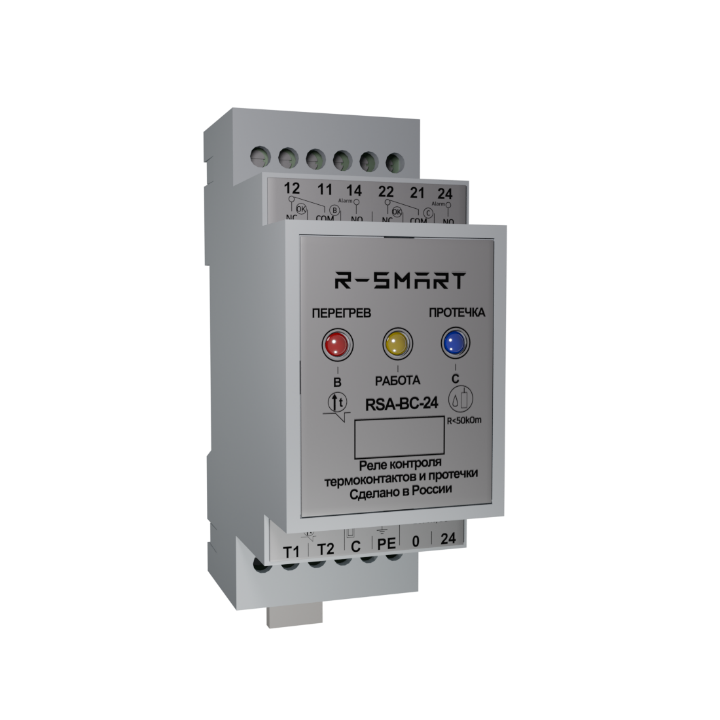 12 11 14 22 21 24
Alarm Alarm
OK B OK C
NC COM NO NC COM NO
R-SMART
ПЕРЕГРЕВ ПРОТЕЧКА
B РАБОТА C
t RSA-BC-24
R<50kOm
Реле контроля
термоконтактов и протечки
Сделано в России
T1 T2 C PE 0 24